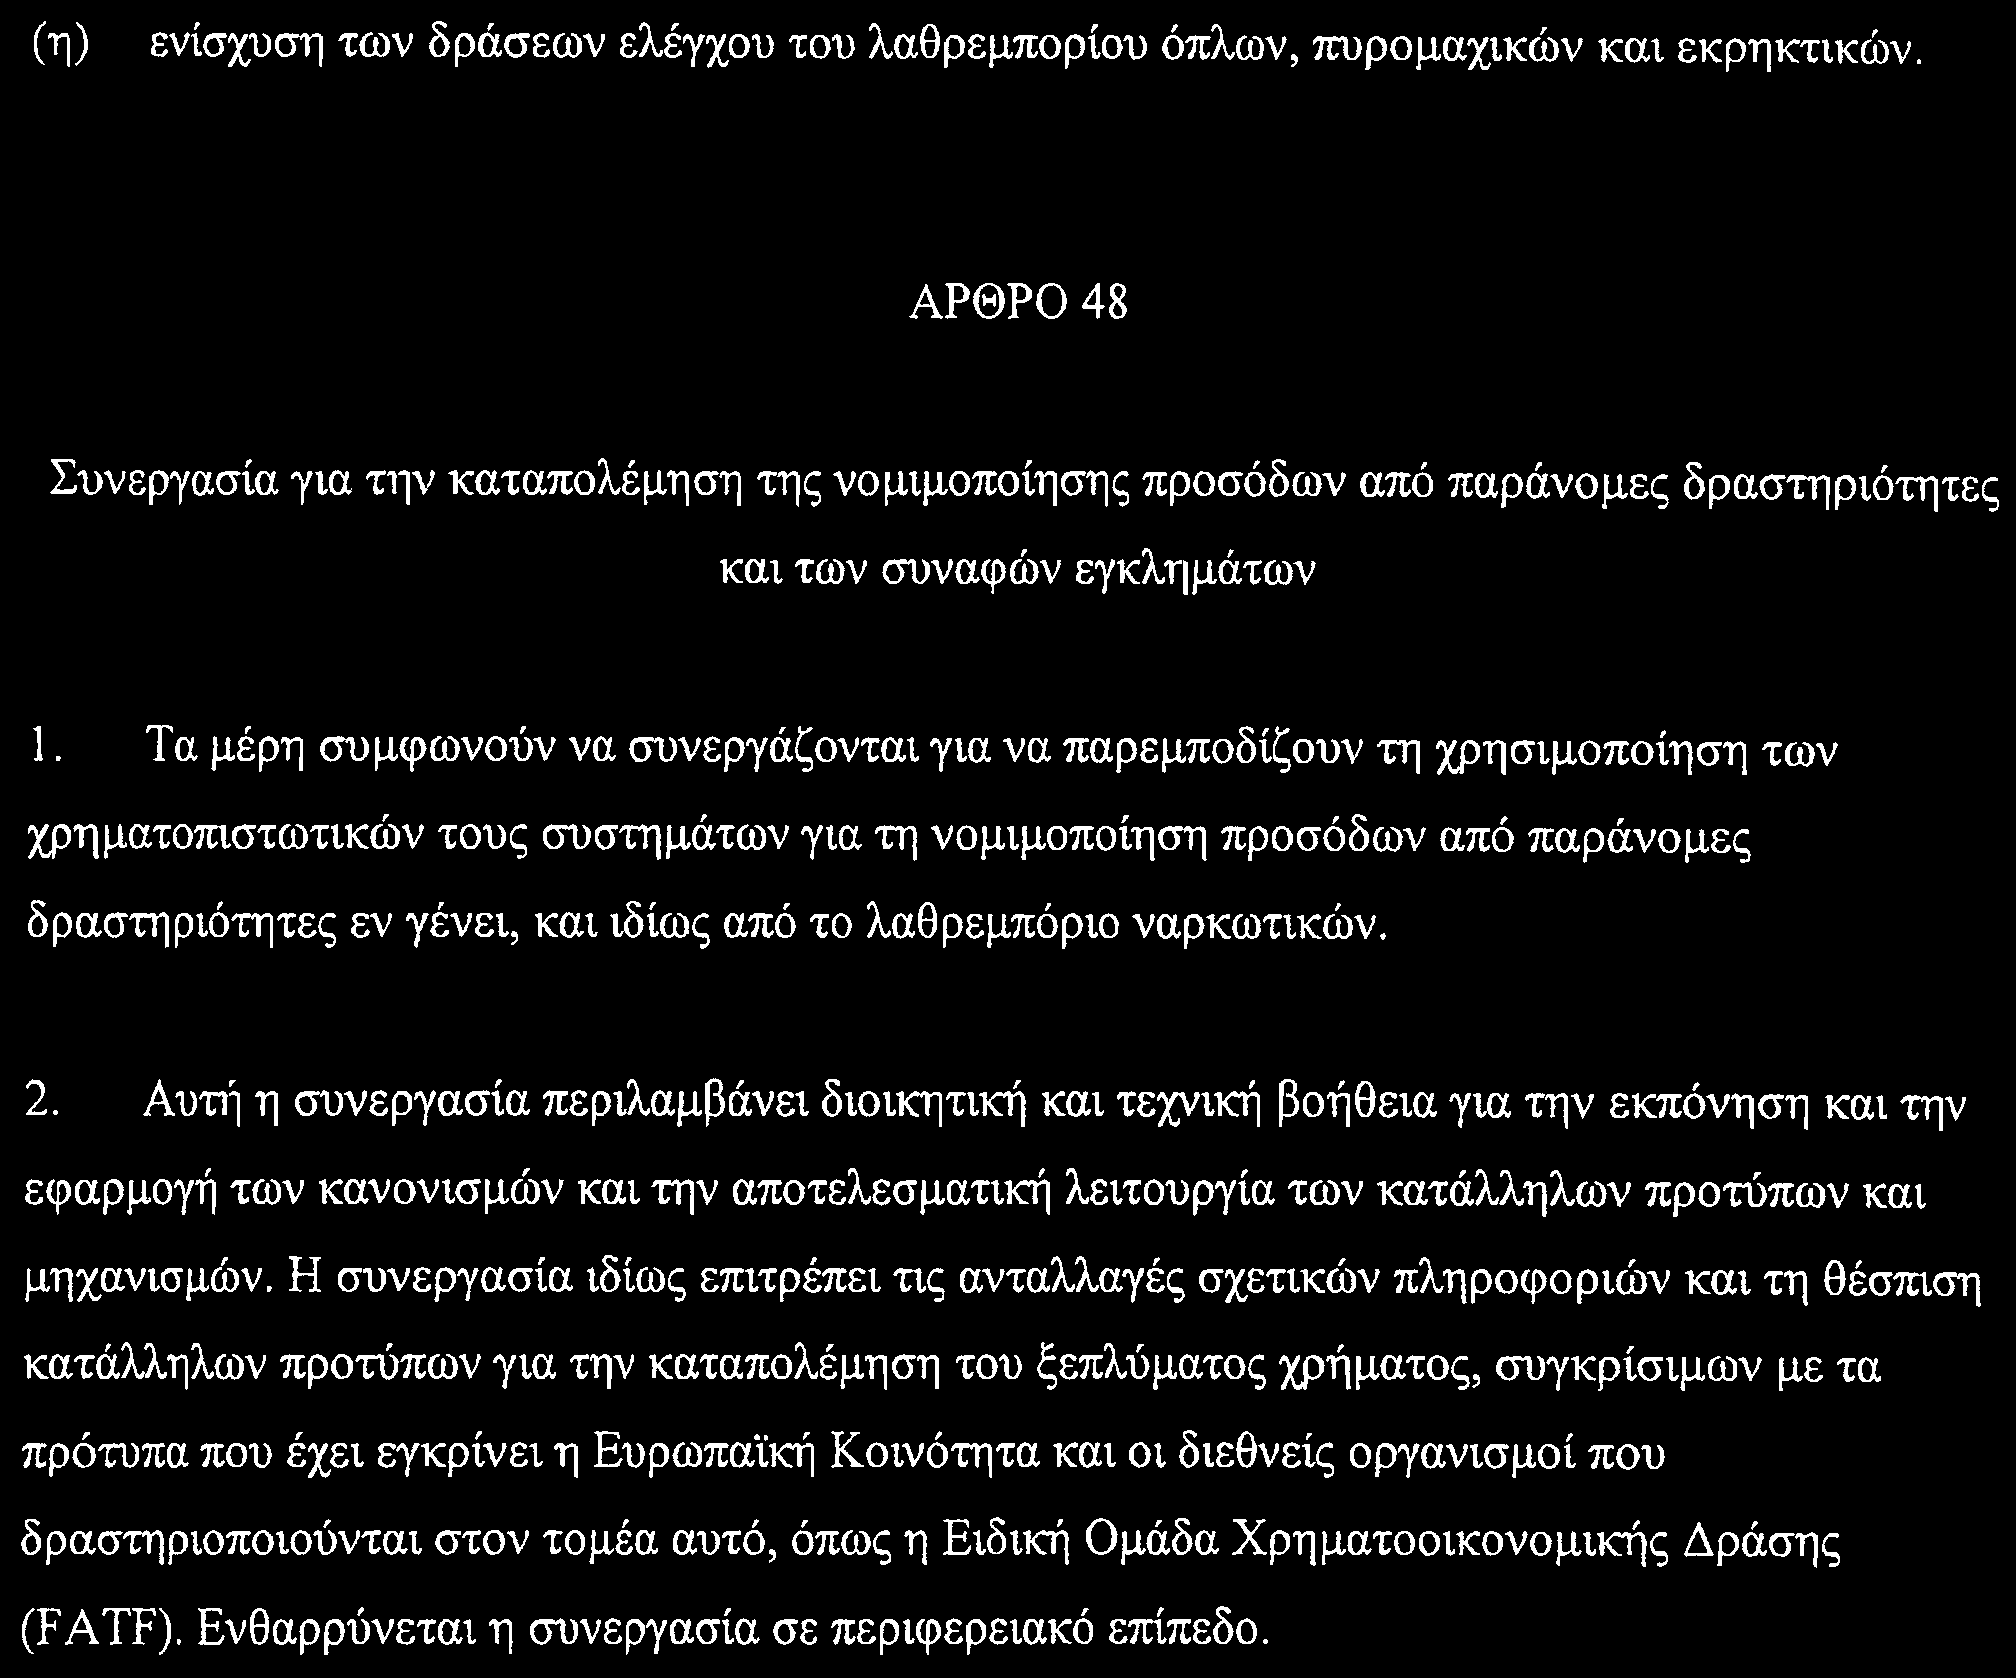 (η) ενίσχυση των δράσεων ελέγχου του λαθρεμπορίου όπλων, πυρομαχικών και εκρηκτικών.
ΑΡΘΡΟ 48
Συνεργασία για την καταπολέμηση της νομιμοποίησης προσόδων από παράνομες δραστηριότητες
και των συναφών εγκλημάτων
1. Τα μέρη συμφωνούν να συνεργάζονται για να παρεμποδίζουν τη χρησιμοποίηση των
χρηματοπιστωτικών τους συστημάτων για τη νομιμοποίηση προσόδων από παράνομες
δραστηριότητες εν γένει, και ιδίως από το λαθρεμπόριο ναρκωτικών.
2. Αυτή η συνεργασία περιλαμβάνει διοικητική και τεχνική βοήθεια για την εκπόνηση και την
εφαρμογή των κανονισμών και την αποτελεσματική λειτουργία των κατάλληλων προτύπων και
μηχανισμών. Η συνεργασία ιδίως επιτρέπει τις ανταλλαγές σχετικών πληροφοριών και τη θέσπιση
κατάλληλων προτύπων για την καταπολέμηση του ξεπλύματος χρήματος, συγκρίσιμων με τα
πρότυπα που έχει εγκρίνει η Ευρωπαϊκή Κοινότητα και οι διεθνείς οργανισμοί που
δραστηριοποιούνται στον τομέα αυτό, όπως η Ειδική Ομάδα Χρηματοοικονομικής Δράσης
(FATF). Ενθαρρύνεται η συνεργασία σε περιφερειακό επίπεδο.